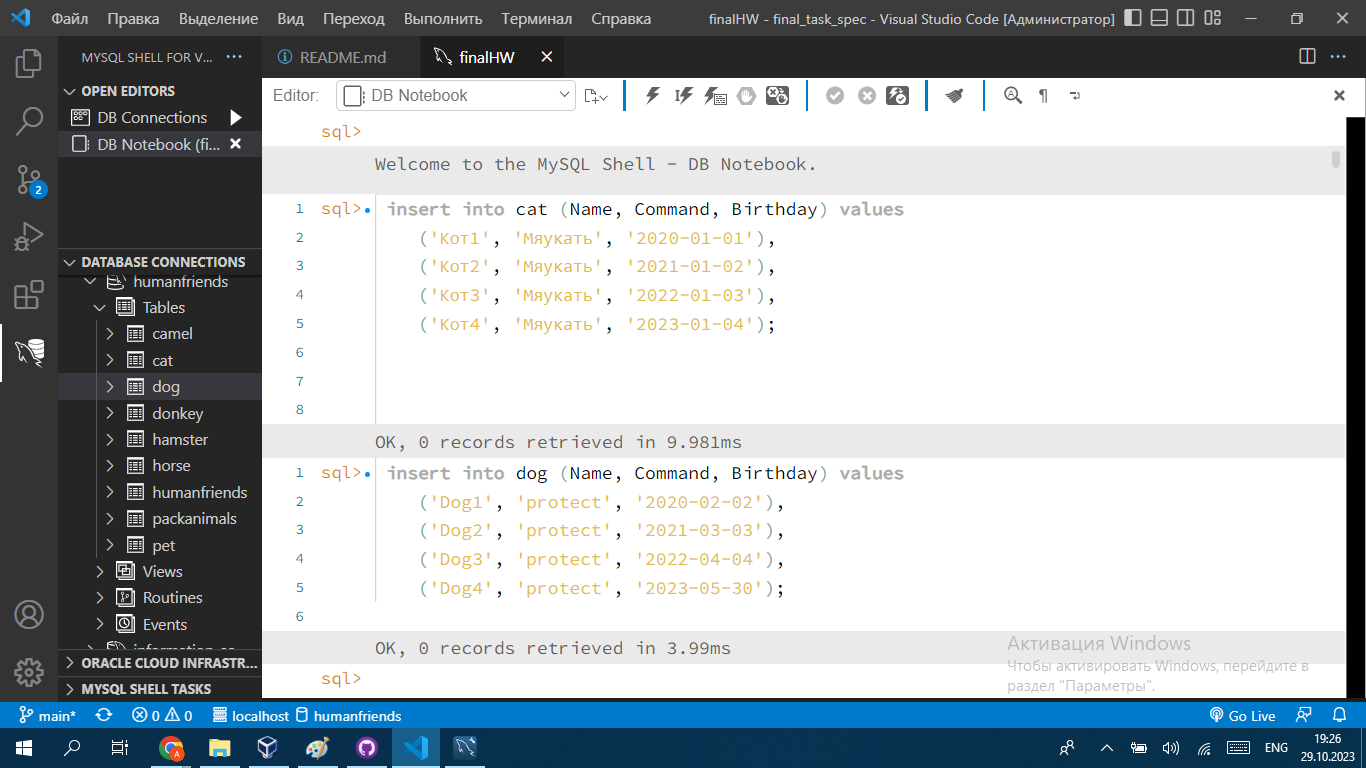 Файл Правка Выделение Вид Переход Выполнить Терминал Справка finalHW - final_task_spec - Visual Studio Code [Администратор]
MYSQL SHELL FOR V... ···
README.md
finalHW
OPEN EDITORS
DB Connections
DB Notebook (fi...
Editor: DB Notebook
DATABASE CONNECTIONS
humanfriends
Tables
camel
cat
dog
donkey
hamster
horse
humanfriends
packanimals
pet
Views
Routines
Events
ORACLE CLOUD INFRASTR...
MYSQL SHELL TASKS
2
sql>
Welcome to the MySQL Shell - DB Notebook.
1 sql> insert into cat (Name, Command, Birthday) values
2 ('Кот1', 'Мяукать', '2020-01-01'),
3 ('Кот2', 'Мяукать', '2021-01-02'),
4 ('Кот3', 'Мяукать', '2022-01-03'),
5 ('Кот4', 'Мяукать', '2023-01-04');
6
7
8
OK, 0 records retrieved in 9.981ms
1 sql> insert into dog (Name, Command, Birthday) values
2 ('Dog1', 'protect', '2020-02-02'),
3 ('Dog2', 'protect', '2021-03-03'),
4 ('Dog3', 'protect', '2022-04-04'),
5 ('Dog4', 'protect', '2023-05-30');
6
OK, 0 records retrieved in 3.99ms
sql>
Активация Windows
Чтобы активировать Windows, перейдите в
раздел "Параметры".
main* 0 0 localhost humanfriends Go Live
A
ENG
19:26
29.10.2023